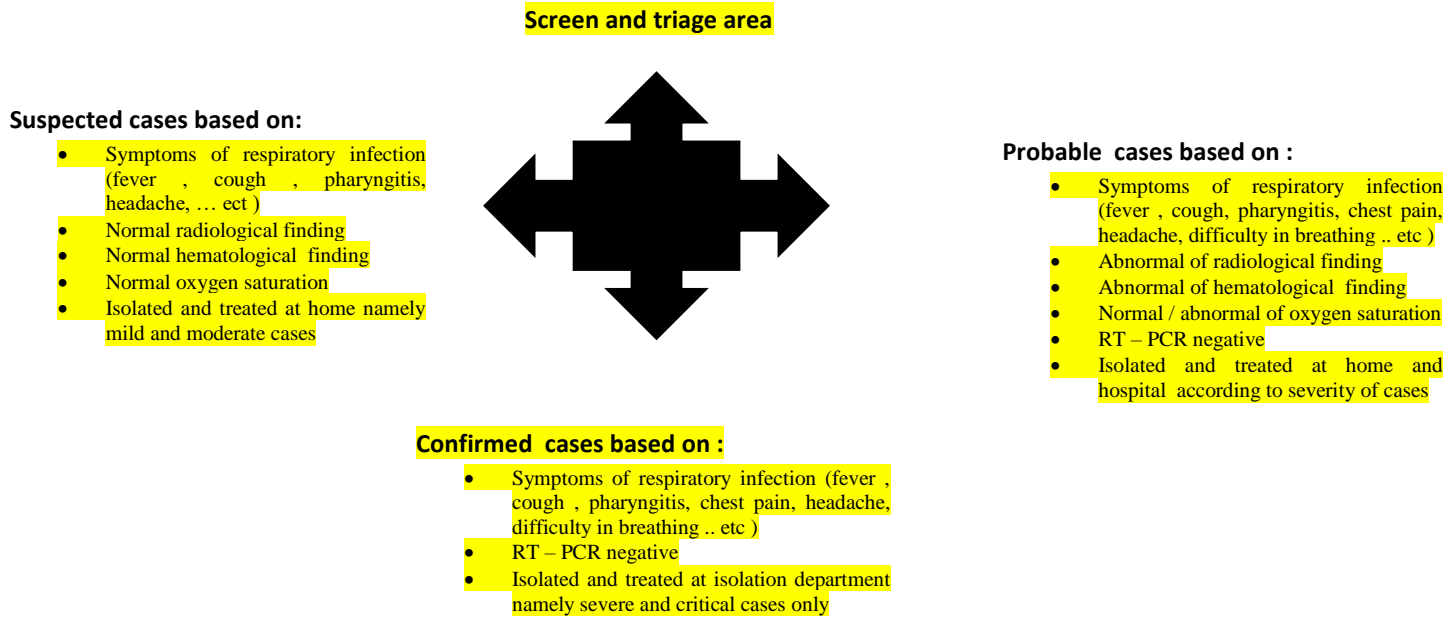 Screen and triage area
Suspected cases based on:
• Symptoms of respiratory infection
(fever , cough , pharyngitis,
headache, … ect )
• Normal radiological finding
• Normal hematological finding
• Normal oxygen saturation
• Isolated and treated at home namely
mild and moderate cases
Probable cases based on :
• Symptoms of respiratory infection
(fever , cough, pharyngitis, chest pain,
headache, difficulty in breathing .. etc )
• Abnormal of radiological finding
• Abnormal of hematological finding
• Normal / abnormal of oxygen saturation
• RT – PCR negative
• Isolated and treated at home and
hospital according to severity of cases
Confirmed cases based on :
• Symptoms of respiratory infection (fever ,
cough , pharyngitis, chest pain, headache,
difficulty in breathing .. etc )
• RT – PCR negative
• Isolated and treated at isolation department
namely severe and critical cases only